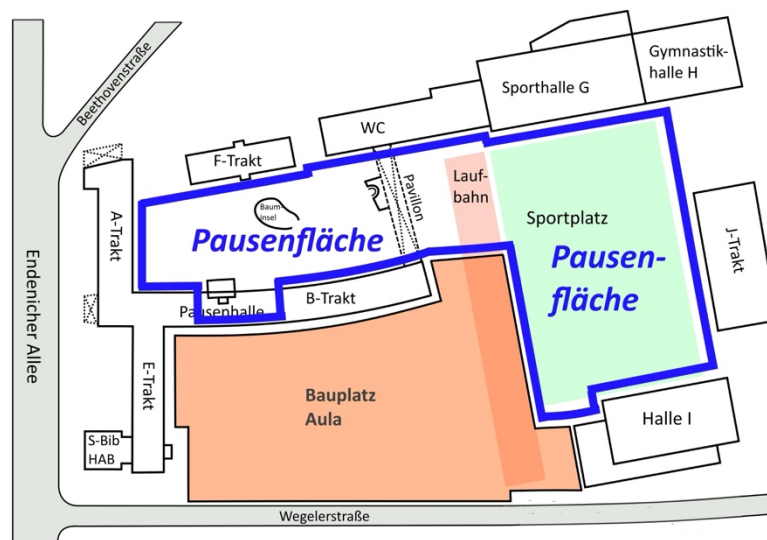 Beethovenstraße
Gymnastik-
halle H
Sporthalle G
WC
F-Trakt
Lauf-
bahn
Pavillon
A-Trakt
Baum-
insel
Sportplatz
J-Trakt
Pausenfläche
Pausen-
fläche
B-Trakt
Pausenhalle
Endenicher Allee
E-Trakt
Bauplatz
Aula
Halle I
S-Bib
HAB
Wegelerstraße